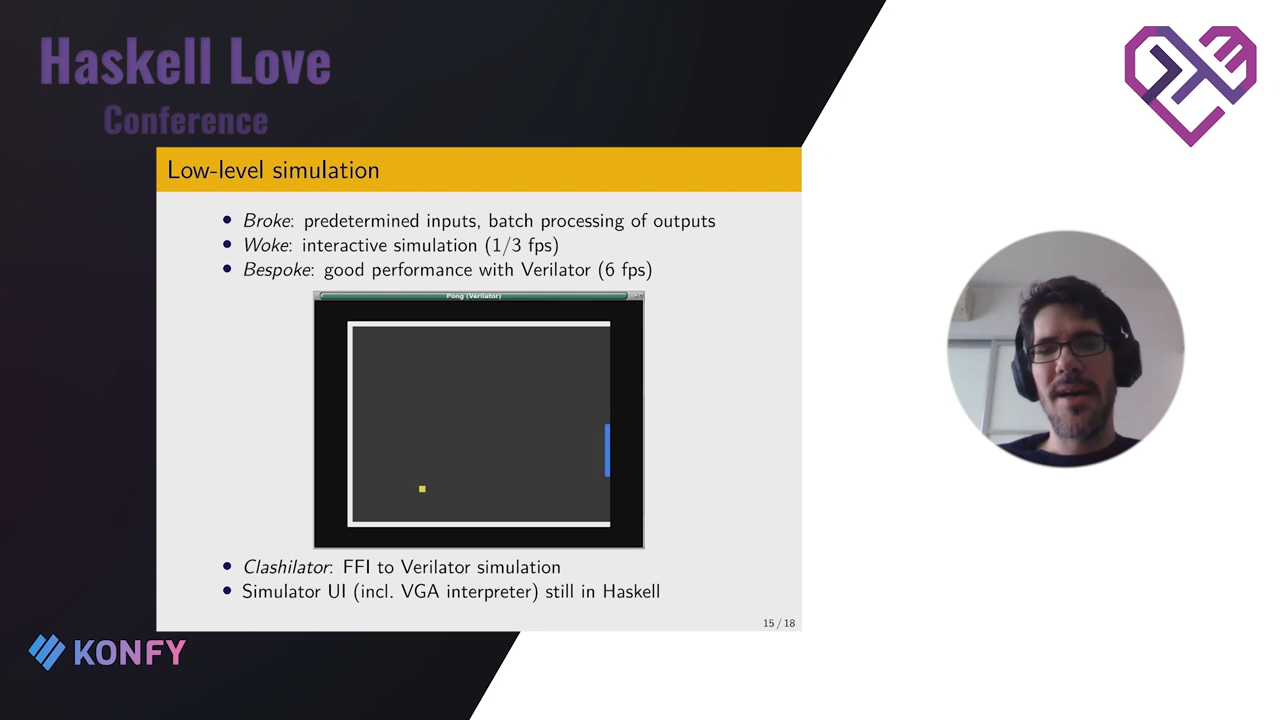 Haskell Love
Conference
Low-level simulation
• Broke: predetermined inputs, batch processing of outputs
• Woke: interactive simulation (1/3 fps)
• Bespoke: good performance with Verilator (6 fps)
Pong (Verilator)
• Clashilator: FFI to Verilator simulation
• Simulator UI (incl. VGA interpreter) still in Haskell
15 / 18
KONFY